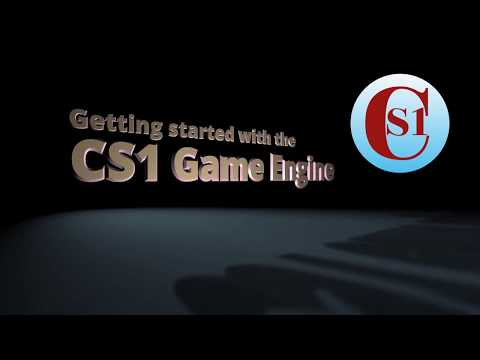 Getting started with the
CS1 Game Engine
CS1